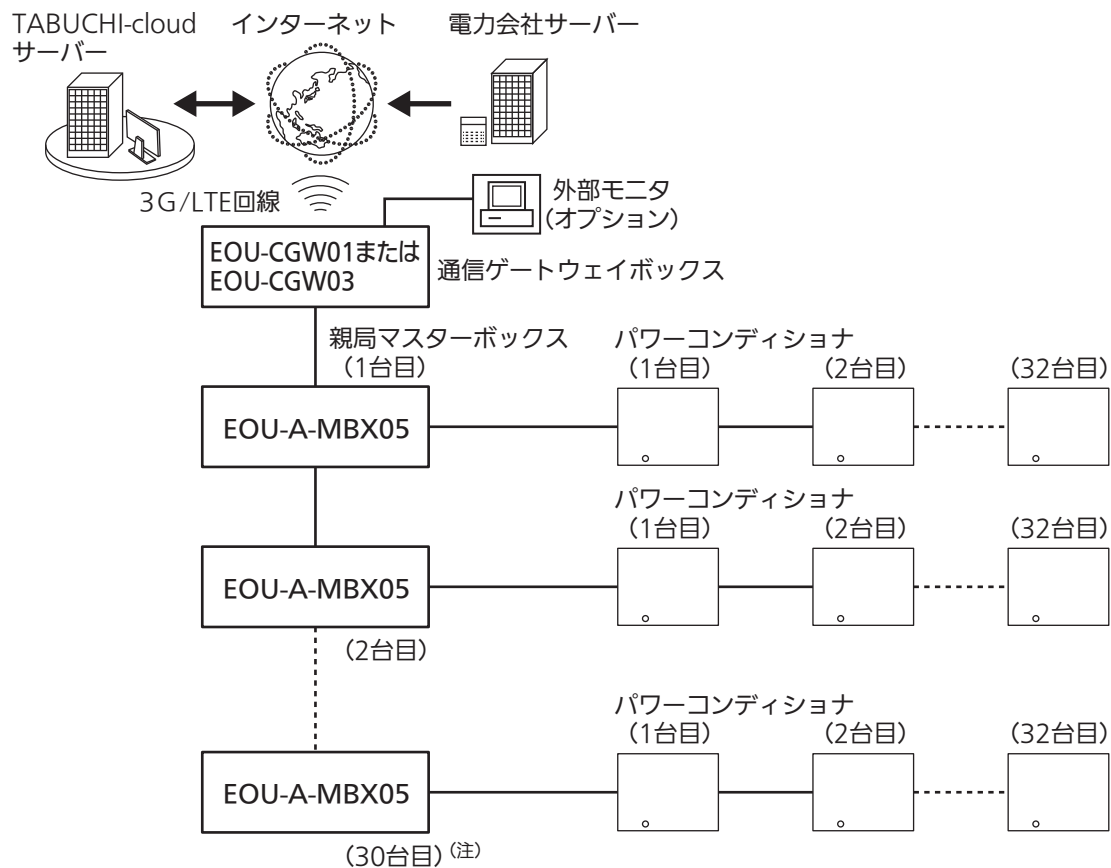 TABUCHI-cloud
サーバー
インターネット
電力会社サーバー
3G/LTE回線
外部モニタ
(オプション)
EOU-CGW01または
EOU-CGW03
通信ゲートウェイボックス
親局マスターボックス
(1台目)
パワーコンディショナ
(1台目)
(2台目)
(32台目)
EOU-A-MBX05
パワーコンディショナ
(1台目)
(2台目)
(32台目)
EOU-A-MBX05
(2台目)
パワーコンディショナ
(1台目)
(2台目)
(32台目)
EOU-A-MBX05
(30台目)(注)